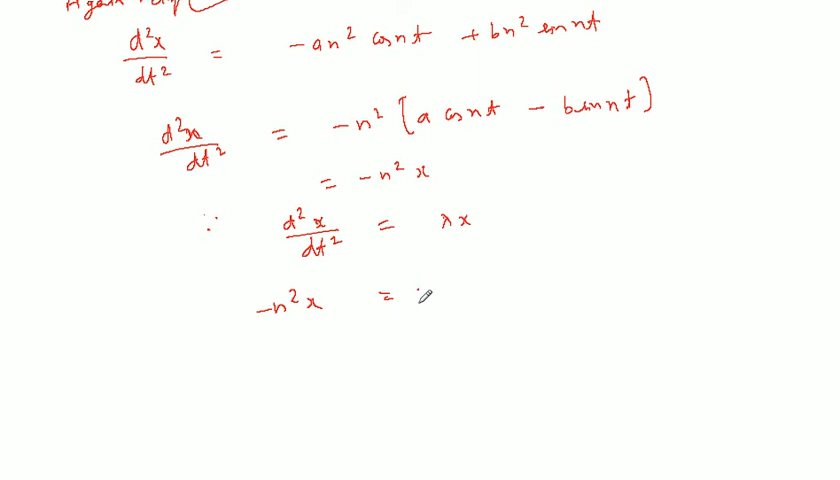 Again
d²x/dt² = -an² cos nt + bn² sin nt
d²x/dt² = -n² [a cos nt - b sin nt]
= -n² x
∵ d²x/dt² = λx
-n² x =